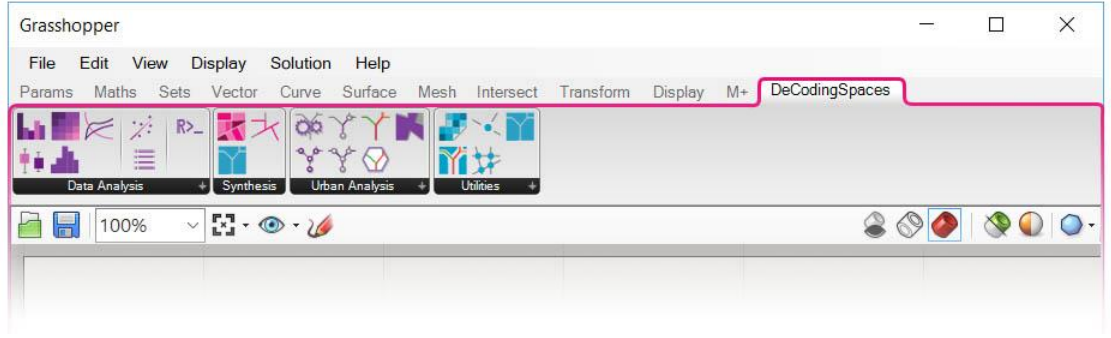 Grasshopper
File Edit View Display Solution Help
Params Maths Sets Vector Curve Surface Mesh Intersect Transform Display M+ DeCodingSpaces
R>_
Data Analysis Synthesis Urban Analysis Utilities
100%